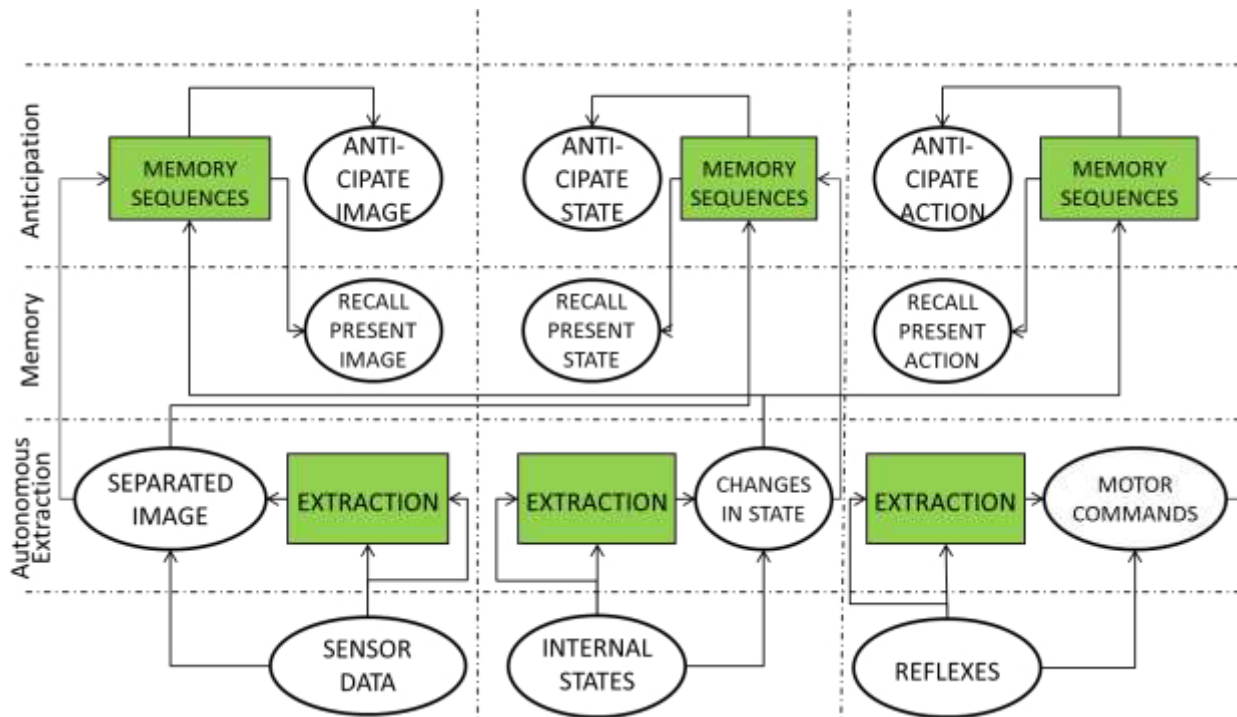 Anticipation
MEMORY
SEQUENCES
ANTI-
CIPATE
IMAGE
ANTI-
CIPATE
STATE
MEMORY
SEQUENCES
ANTI-
CIPATE
ACTION
MEMORY
SEQUENCES
Memory
RECALL
PRESENT
IMAGE
RECALL
PRESENT
STATE
RECALL
PRESENT
ACTION
Autonomous
Extraction
SEPARATED
IMAGE
EXTRACTION
EXTRACTION
CHANGES
IN STATE
EXTRACTION
MOTOR
COMMANDS
SENSOR
DATA
INTERNAL
STATES
REFLEXES